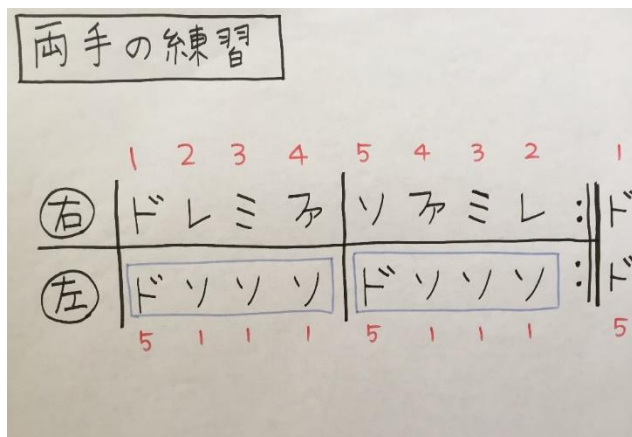 両手の練習
1 2 3 4 5 4 3 2 1
右 ド レ ミ ファ ソ ファ ミ レ : ド
左 ド ソ ソ ソ ド ソ ソ ソ : ド
5 1 1 1 5 1 1 1 5